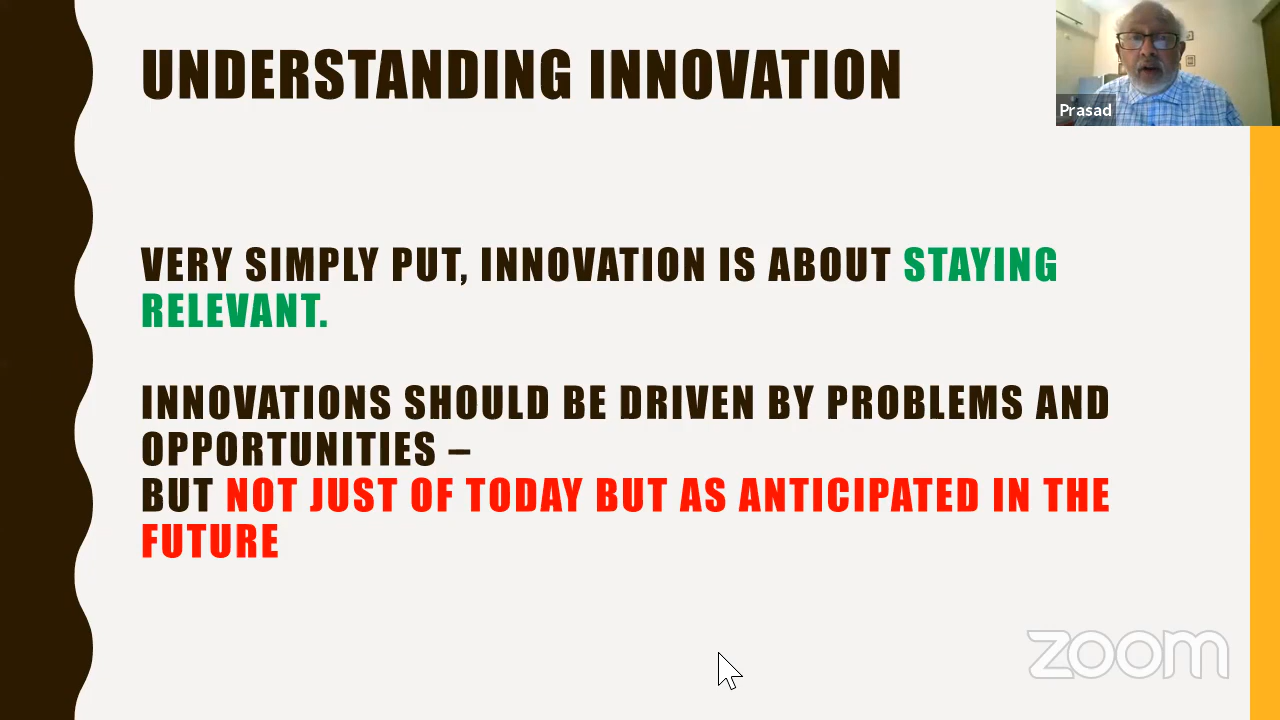 UNDERSTANDING INNOVATION
Prasad
VERY SIMPLY PUT, INNOVATION IS ABOUT STAYING
RELEVANT.
INNOVATIONS SHOULD BE DRIVEN BY PROBLEMS AND
OPPORTUNITIES –
BUT NOT JUST OF TODAY BUT AS ANTICIPATED IN THE
FUTURE
zoom